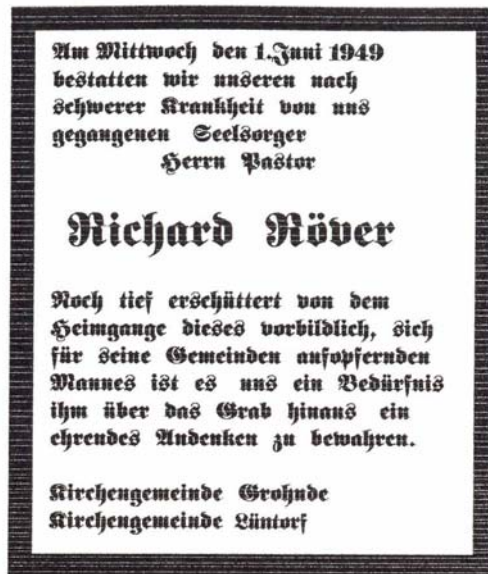 Am Mittwoch den 1.Juni 1949
bestatten wir unseren nach
schwerer Krankheit von uns
gegangenen Seelsorger
Herrn Pastor
Richard Röver
Noch tief erschüttert von dem
Heimgange dieses vorbildlich, sich
für seine Gemeinden aufopfernden
Mannes ist es uns ein Bedürfnis
ihm über das Grab hinaus ein
ehrendes Andenken zu bewahren.
Kirchengemeinde Grohnde
Kirchengemeinde Lüntorf